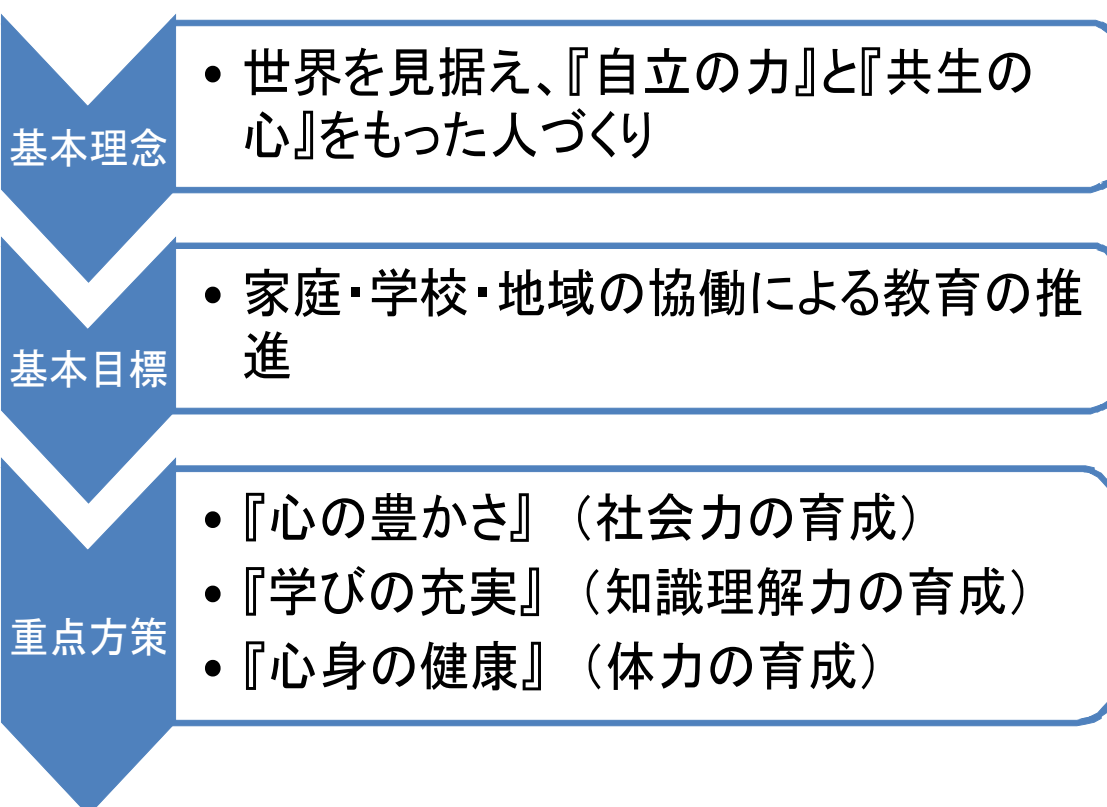 基本理念
• 世界を見据え、『自立の力』と『共生の
心』をもった人づくり
基本目標
• 家庭・学校・地域の協働による教育の推
進
重点方策
• 『心の豊かさ』（社会力の育成）
• 『学びの充実』（知識理解力の育成）
• 『心身の健康』（体力の育成）